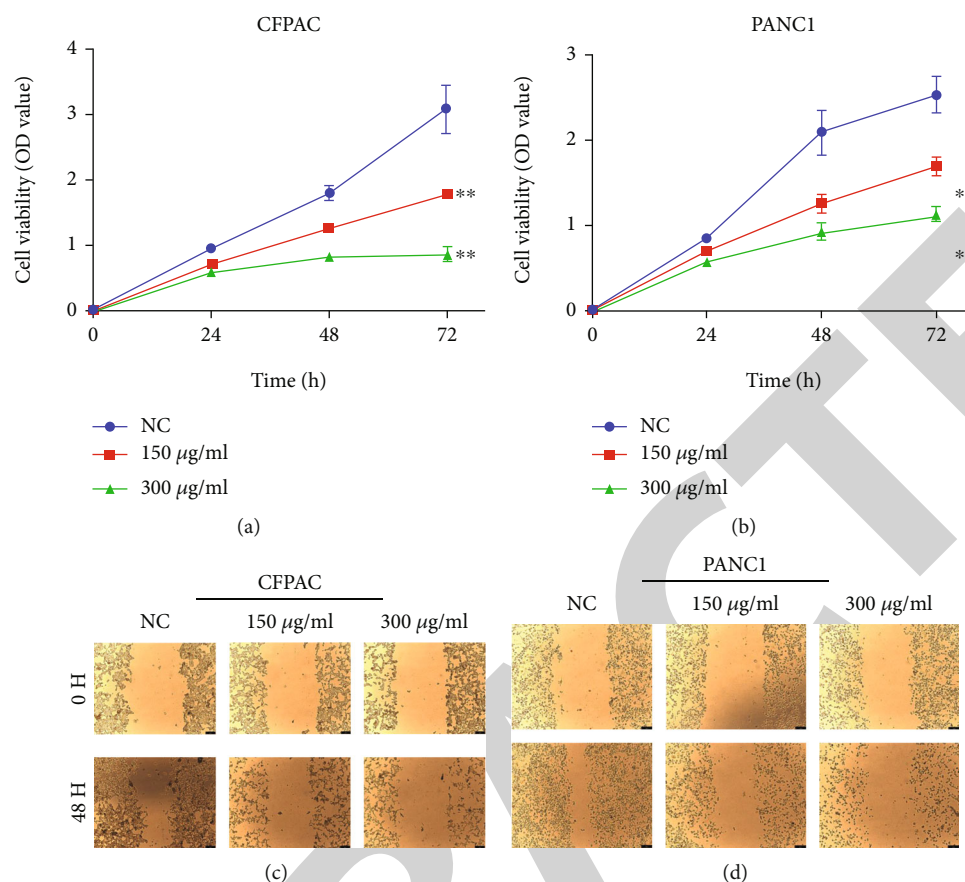 CFPAC
4
3
2
1
0
Cell viability (OD value)
**
**
0 24 48 72
Time (h)
NC
150 μg/ml
300 μg/ml
(a)
PANC1
3
2
1
0
Cell viability (OD value)
*
*
0 24 48 72
Time (h)
NC
150 μg/ml
300 μg/ml
(b)
CFPAC
NC 150 μg/ml 300 μg/ml
0 H
48 H
(c)
PANC1
NC 150 μg/ml 300 μg/ml
(d)